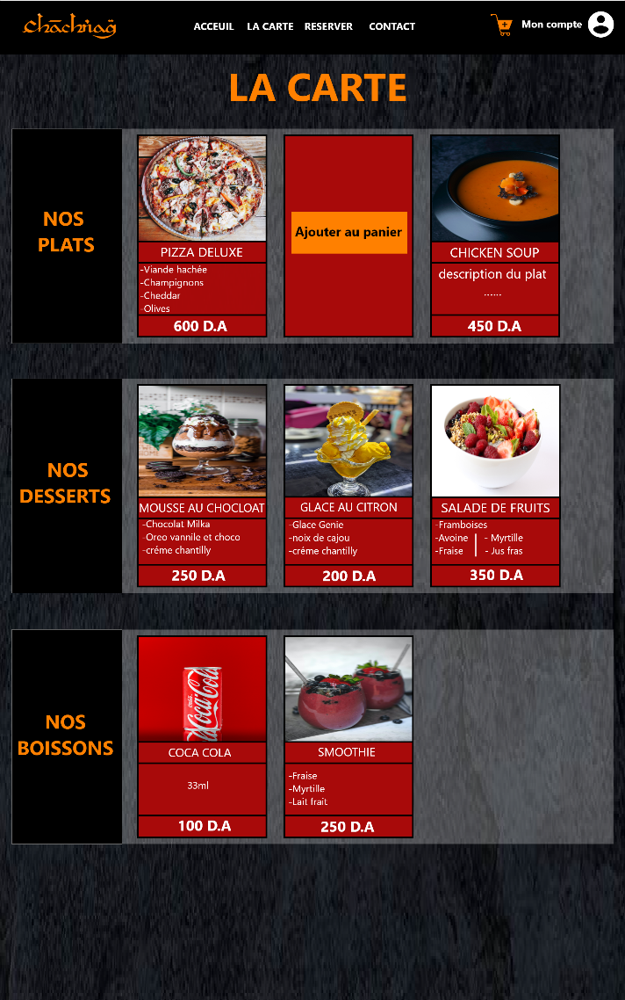 chāchnaġ
ACCEUIL LA CARTE RESERVER CONTACT
Mon compte
LA CARTE
NOS
PLATS
PIZZA DELUXE
-Viande hachée
-Champignons
-Cheddar
-Olives
600 D.A
Ajouter au panier
CHICKEN SOUP
description du plat
......
450 D.A
NOS
DESSERTS
MOUSSE AU CHOCLOAT
-Chocolat Milka
-Oreo vannile et choco
-créme chantilly
250 D.A
GLACE AU CITRON
-Glace Genie
-noix de cajou
-créme chantilly
200 D.A
SALADE DE FRUITS
-Framboises
-Avoine | - Myrtille
-Fraise | - Jus fras
350 D.A
NOS
BOISSONS
Coca-Cola
COCA COLA
33ml
100 D.A
SMOOTHIE
-Fraise
-Myrtille
-Lait frait
250 D.A